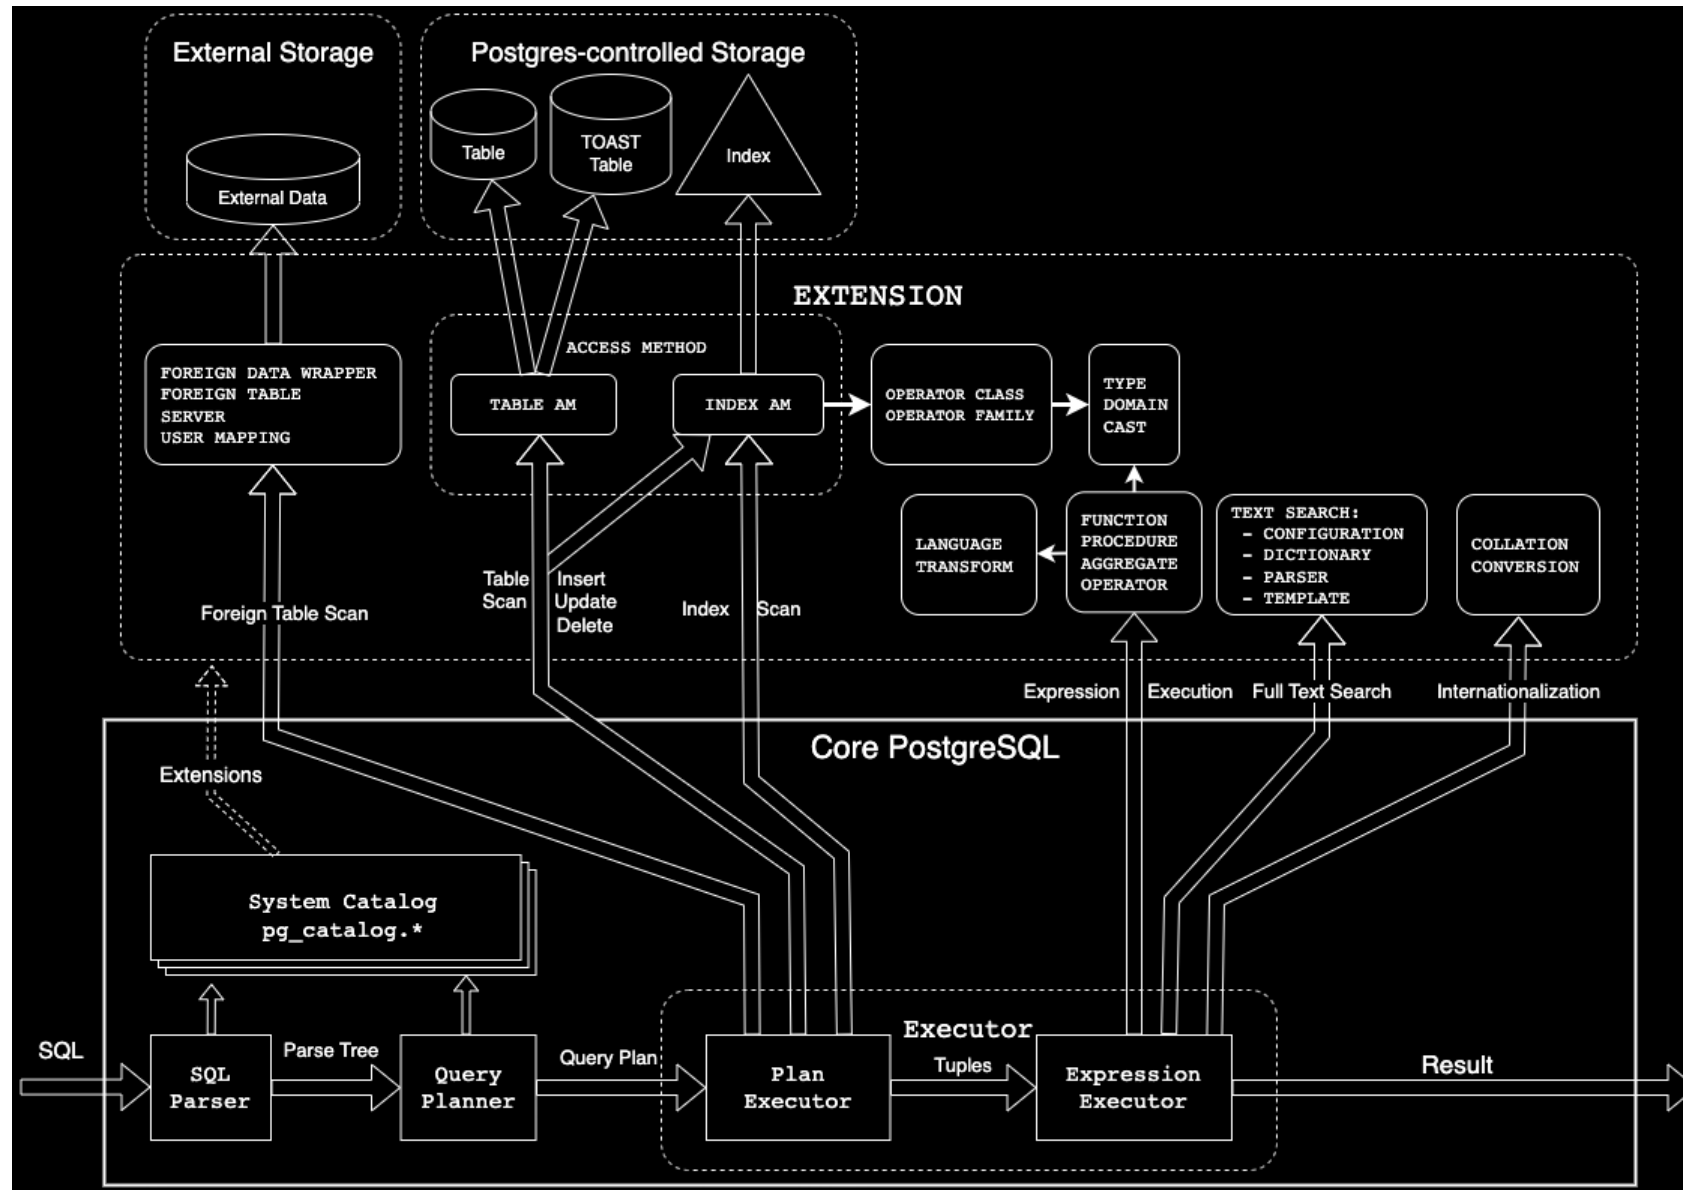 External Storage
Postgres-controlled Storage
External Data
Table
TOAST
Table
Index
EXTENSION
ACCESS METHOD
FOREIGN DATA WRAPPER
FOREIGN TABLE
SERVER
USER MAPPING
TABLE AM
INDEX AM
OPERATOR CLASS
OPERATOR FAMILY
TYPE
DOMAIN
CAST
LANGUAGE
TRANSFORM
FUNCTION
PROCEDURE
AGGREGATE
OPERATOR
TEXT SEARCH:
- CONFIGURATION
- DICTIONARY
- PARSER
- TEMPLATE
COLLATION
CONVERSION
Foreign Table Scan
Table
Scan
Insert
Update
Delete
Index Scan
Expression Execution
Full Text Search
Internationalization
Core PostgreSQL
Extensions
System Catalog
pg_catalog.*
SQL
SQL
Parser
Parse Tree
Query
Planner
Query Plan
Executor
Plan
Executor
Tuples
Expression
Executor
Result